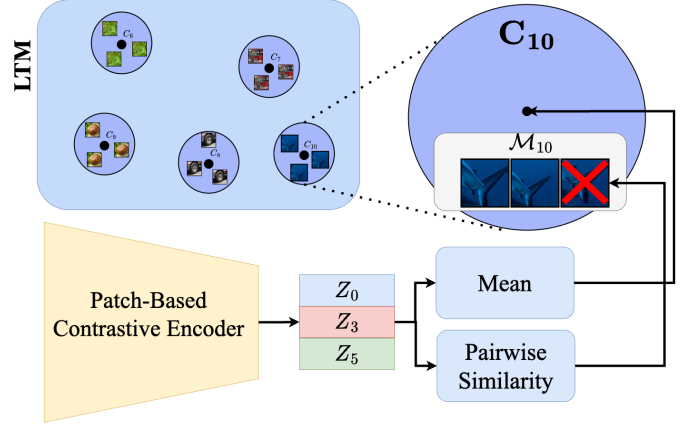 LTM
C₆
C₇
C₉
C₈
C₁₀
C₁₀
ℳ₁₀
Patch-Based
Contrastive Encoder
Z₀
Z₃
Z₅
Mean
Pairwise
Similarity